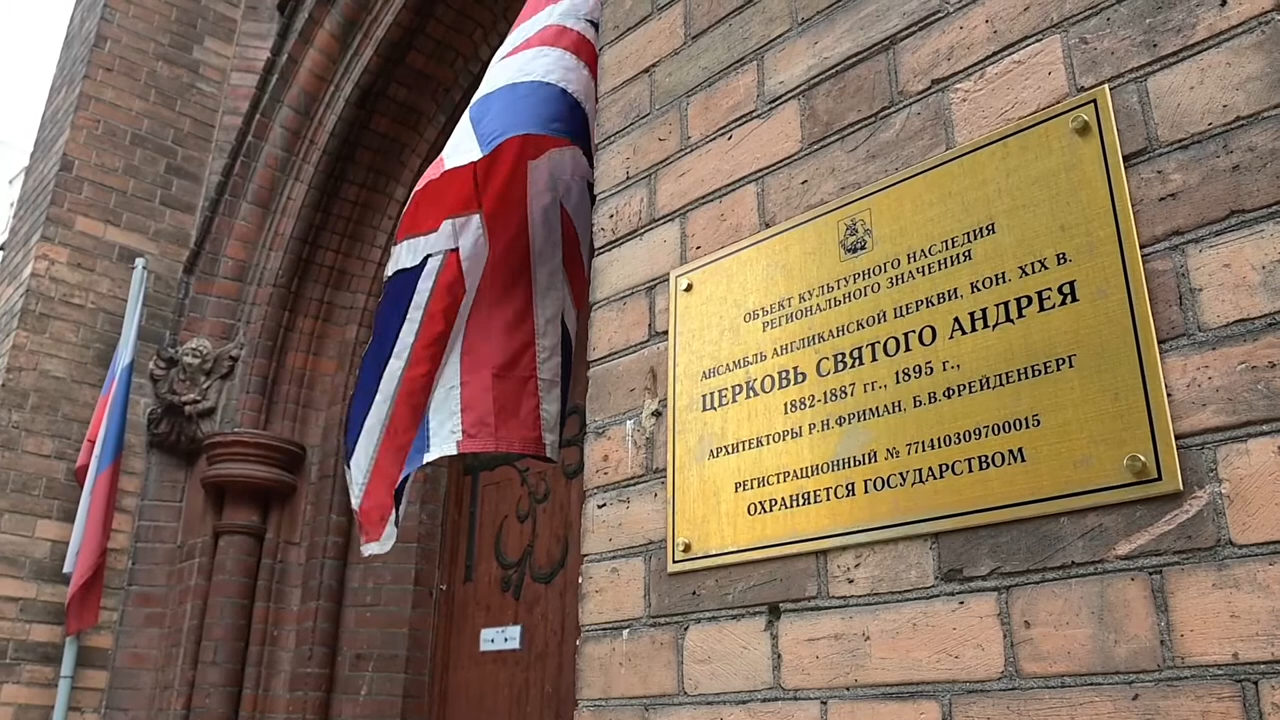 ОБЪЕКТ КУЛЬТУРНОГО НАСЛЕДИЯ
РЕГИОНАЛЬНОГО ЗНАЧЕНИЯ
АНСАМБЛЬ АНГЛИКАНСКОЙ ЦЕРКВИ, КОН. XIX В.
ЦЕРКОВЬ СВЯТОГО АНДРЕЯ
1882-1887 гг., 1895 г.,
АРХИТЕКТОРЫ Р.Н.ФРИМАН, Б.В.ФРЕЙДЕНБЕРГ
РЕГИСТРАЦИОННЫЙ № 771410309700015
ОХРАНЯЕТСЯ ГОСУДАРСТВОМ